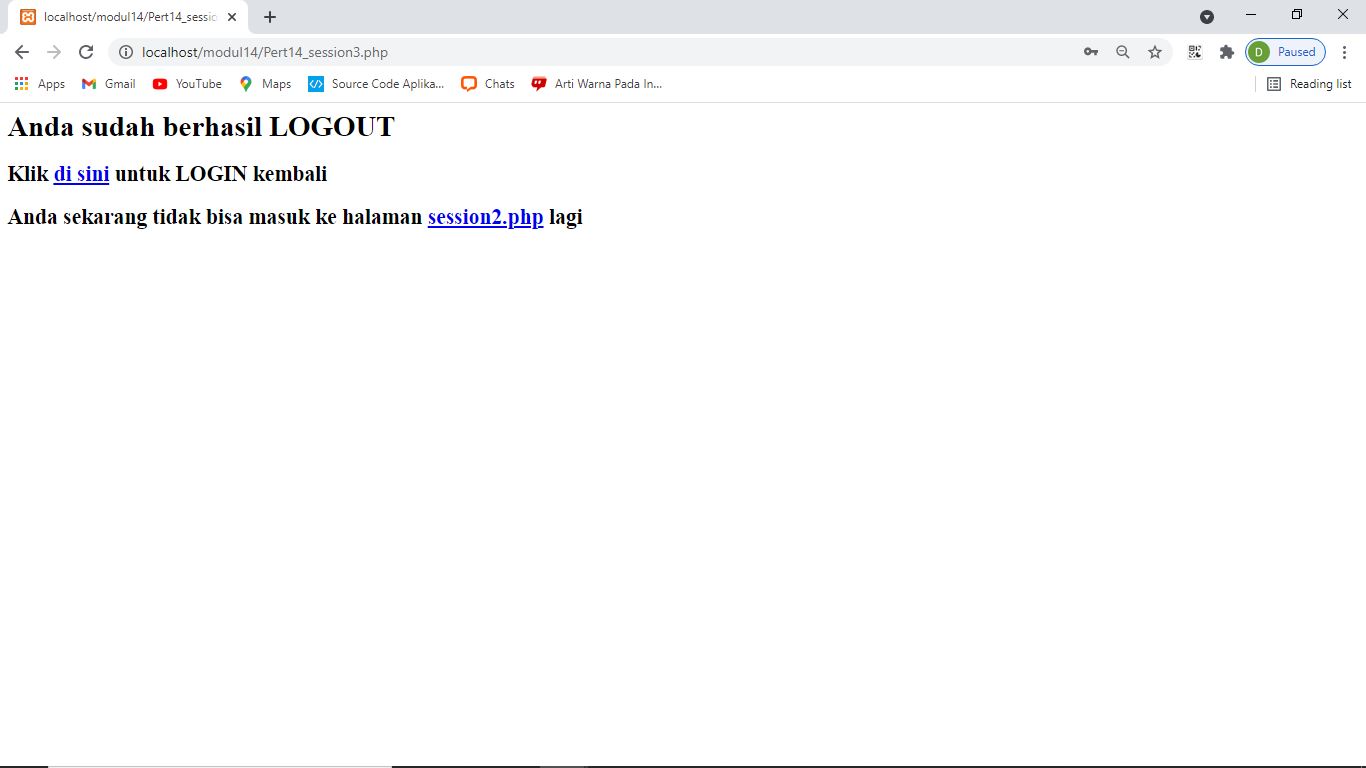 localhost/modul14/Pert14_sessio
localhost/modul14/Pert14_session3.php
D Paused
Apps Gmail YouTube Maps Source Code Aplika... Chats Arti Warna Pada In... Reading list
Anda sudah berhasil LOGOUT
Klik di sini untuk LOGIN kembali
Anda sekarang tidak bisa masuk ke halaman session2.php lagi